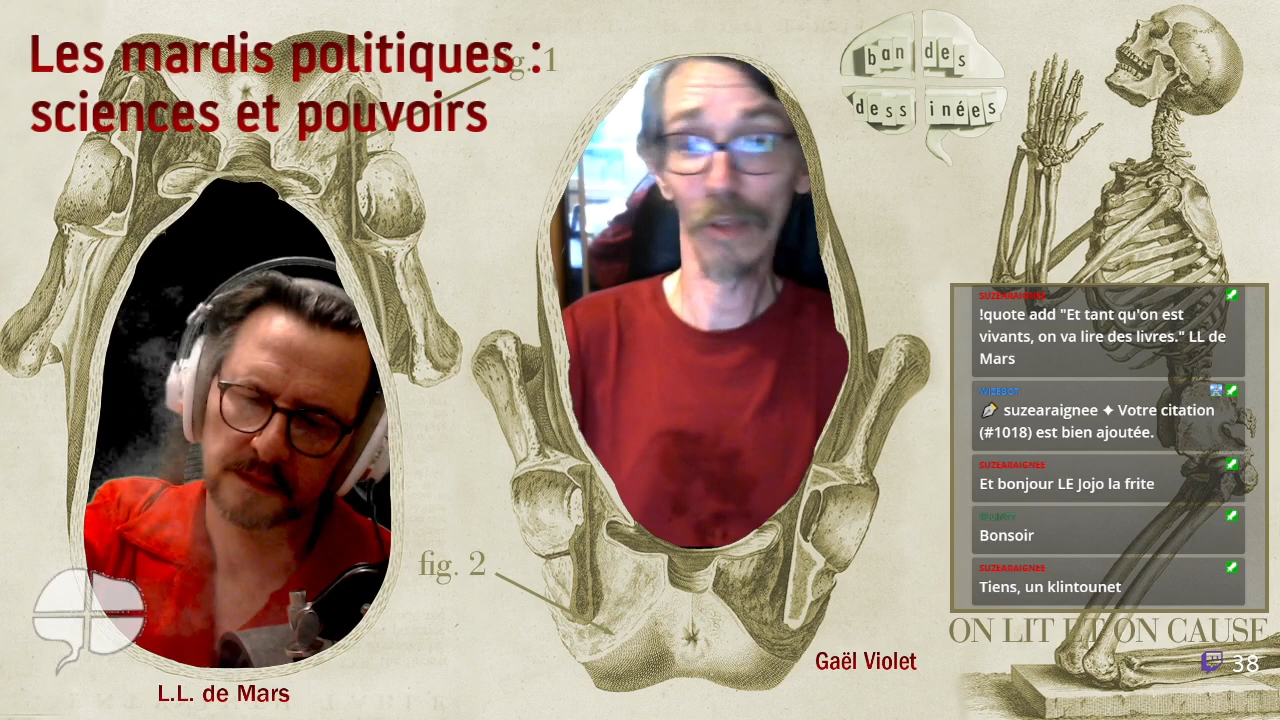 Les mardis politiques :
sciences et pouvoirs
fig. 1
ban des
dessinées
SUZEARAIGNEE
!quote add "Et tant qu'on est
vivants, on va lire des livres." LL de
Mars
WIZEBOT
suzearaignee ✦ Votre citation
(#1018) est bien ajoutée.
SUZEARAIGNEE
Et bonjour LE Jojo la frite
Bonsoir
SUZEARAIGNEE
Tiens, un klintounet
fig. 2
ON LIT ET ON CAUSE
38
Gaël Violet
L.L. de Mars